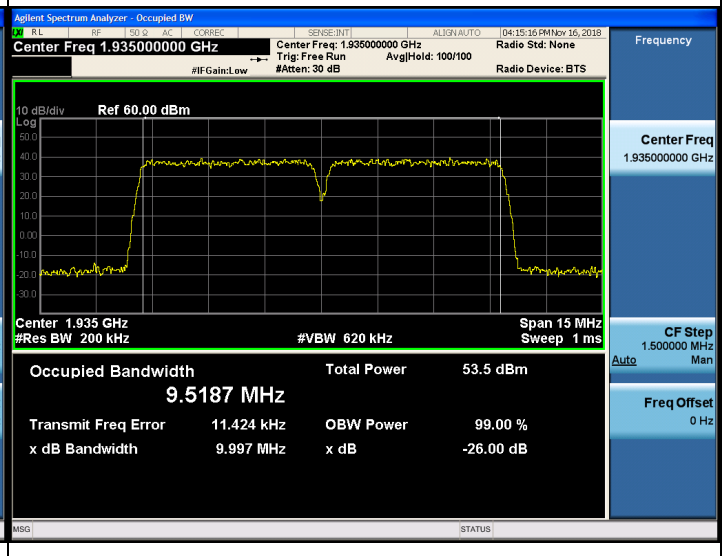 Agilent Spectrum Analyzer - Occupied BW
RL RF 50 Ω AC CORREC SENSE:INT ALIGN AUTO 04:15:16 PM Nov 16, 2018
Center Freq 1.935000000 GHz
Center Freq: 1.935000000 GHz
Radio Std: None
Trig: Free Run Avg|Hold: 100/100
#IFGain:Low
#Atten: 30 dB
Radio Device: BTS
Frequency
10 dB/div Ref 60.00 dBm
Log
50.0
40.0
30.0
20.0
10.0
0.00
-10.0
-20.0
-30.0
Center 1.935 GHz
Span 15 MHz
#Res BW 200 kHz
#VBW 620 kHz
Sweep 1 ms
Occupied Bandwidth
Total Power 53.5 dBm
9.5187 MHz
Transmit Freq Error 11.424 kHz
OBW Power 99.00 %
x dB Bandwidth 9.997 MHz
x dB -26.00 dB
Center Freq
1.935000000 GHz
CF Step
1.500000 MHz
Auto Man
Freq Offset
0 Hz
MSG
STATUS